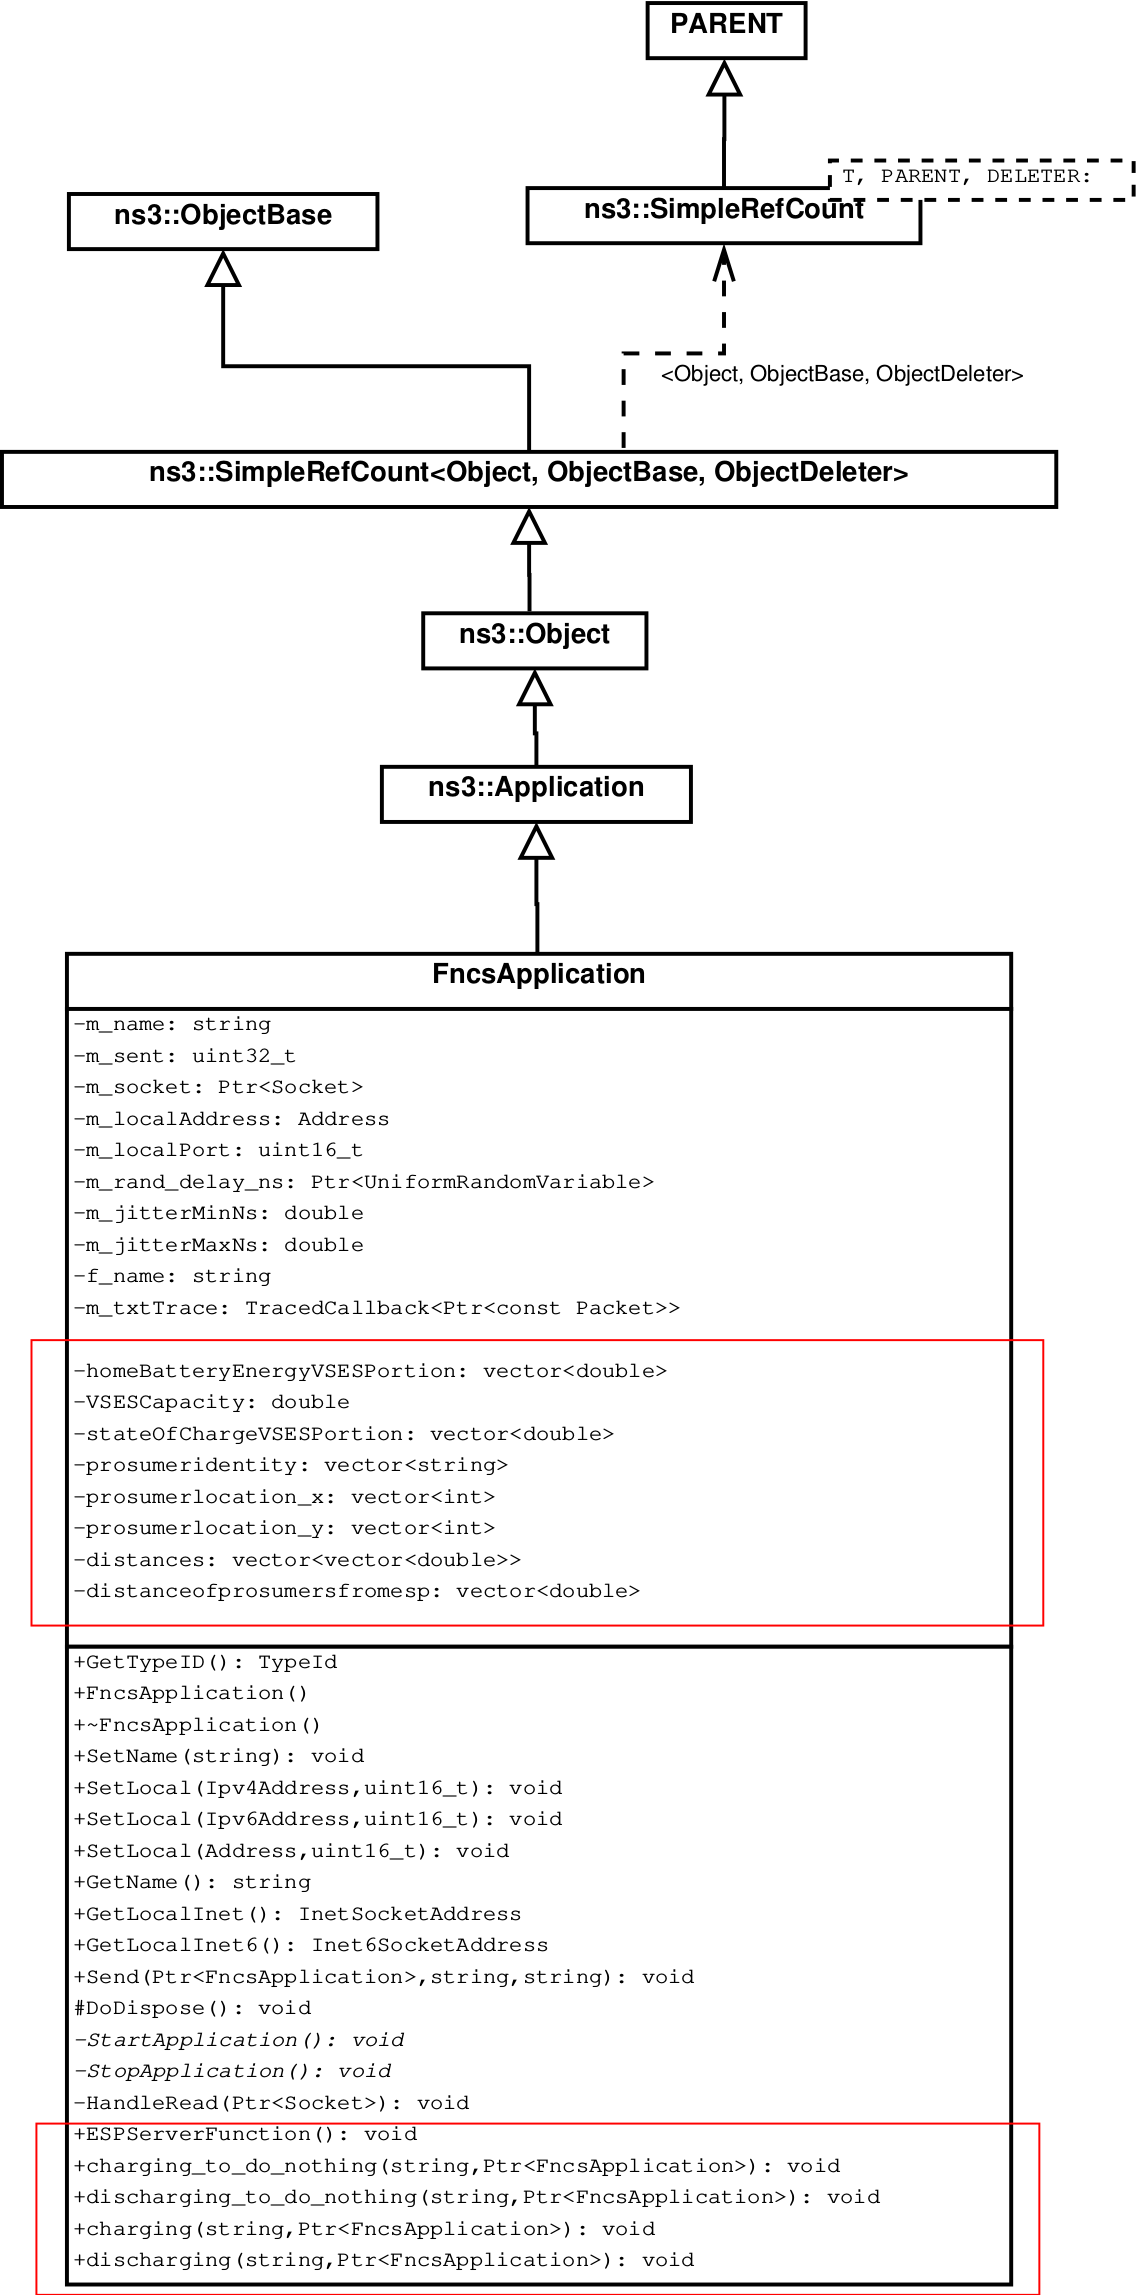 PARENT
T, PARENT, DELETER:
ns3::ObjectBase
ns3::SimpleRefCount
<Object, ObjectBase, ObjectDeleter>
ns3::SimpleRefCount<Object, ObjectBase, ObjectDeleter>
ns3::Object
ns3::Application
FncsApplication
-m_name: string
-m_sent: uint32_t
-m_socket: Ptr<Socket>
-m_localAddress: Address
-m_localPort: uint16_t
-m_rand_delay_ns: Ptr<UniformRandomVariable>
-m_jitterMinNs: double
-m_jitterMaxNs: double
-f_name: string
-m_txtTrace: TracedCallback<Ptr<const Packet>>
-homeBatteryEnergyVSESPortion: vector<double>
-VSESCapacity: double
-stateOfChargeVSESPortion: vector<double>
-prosumeridentity: vector<string>
-prosumerlocation_x: vector<int>
-prosumerlocation_y: vector<int>
-distances: vector<vector<double>>
-distanceofprosumersfromesp: vector<double>
+GetTypeID(): TypeId
+FncsApplication()
+~FncsApplication()
+SetName(string): void
+SetLocal(Ipv4Address,uint16_t): void
+SetLocal(Ipv6Address,uint16_t): void
+SetLocal(Address,uint16_t): void
+GetName(): string
+GetLocalInet(): InetSocketAddress
+GetLocalInet6(): Inet6SocketAddress
+Send(Ptr<FncsApplication>,string,string): void
#DoDispose(): void
-StartApplication(): void
-StopApplication(): void
-HandleRead(Ptr<Socket>): void
+ESPServerFunction(): void
+charging_to_do_nothing(string,Ptr<FncsApplication>): void
+discharging_to_do_nothing(string,Ptr<FncsApplication>): void
+charging(string,Ptr<FncsApplication>): void
+discharging(string,Ptr<FncsApplication>): void